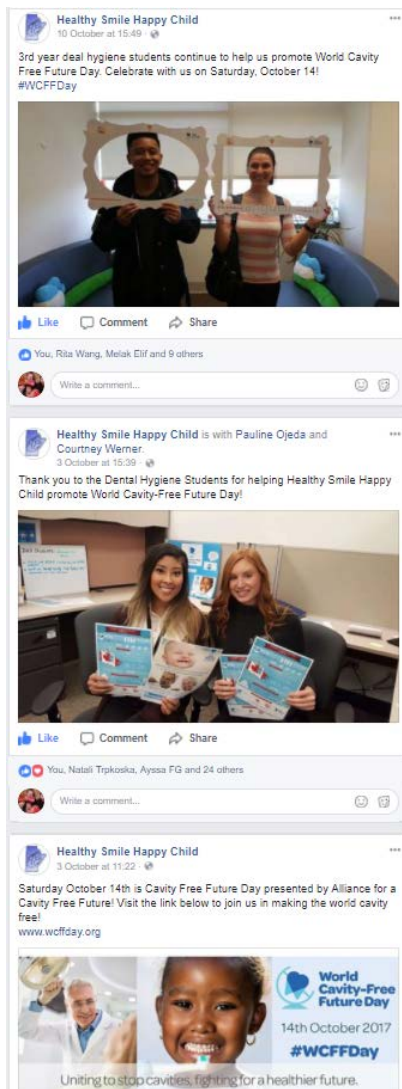 Healthy Smile Happy Child
10 October at 15:49
3rd year deal hygiene students continue to help us promote World Cavity
Free Future Day. Celebrate with us on Saturday, October 14!
#WCFFDay
Like Comment Share
You, Rita Wang, Melak Elif and 9 others
Write a comment...
Healthy Smile Happy Child is with Pauline Ojeda and
Courtney Werner.
3 October at 15:39
Thank you to the Dental Hygiene Students for helping Healthy Smile Happy
Child promote World Cavity-Free Future Day!
Like Comment Share
You, Natali Trpkoska, Ayssa FG and 24 others
Write a comment...
Healthy Smile Happy Child
3 October at 11:22
Saturday October 14th is Cavity Free Future Day presented by Alliance for a
Cavity Free Future! Visit the link below to join us in making the world cavity
free!
www.wcffday.org
World
Cavity-Free
Future Day
14th October 2017
#WCFFDay
Uniting to stop cavities, fighting for a healthier future.